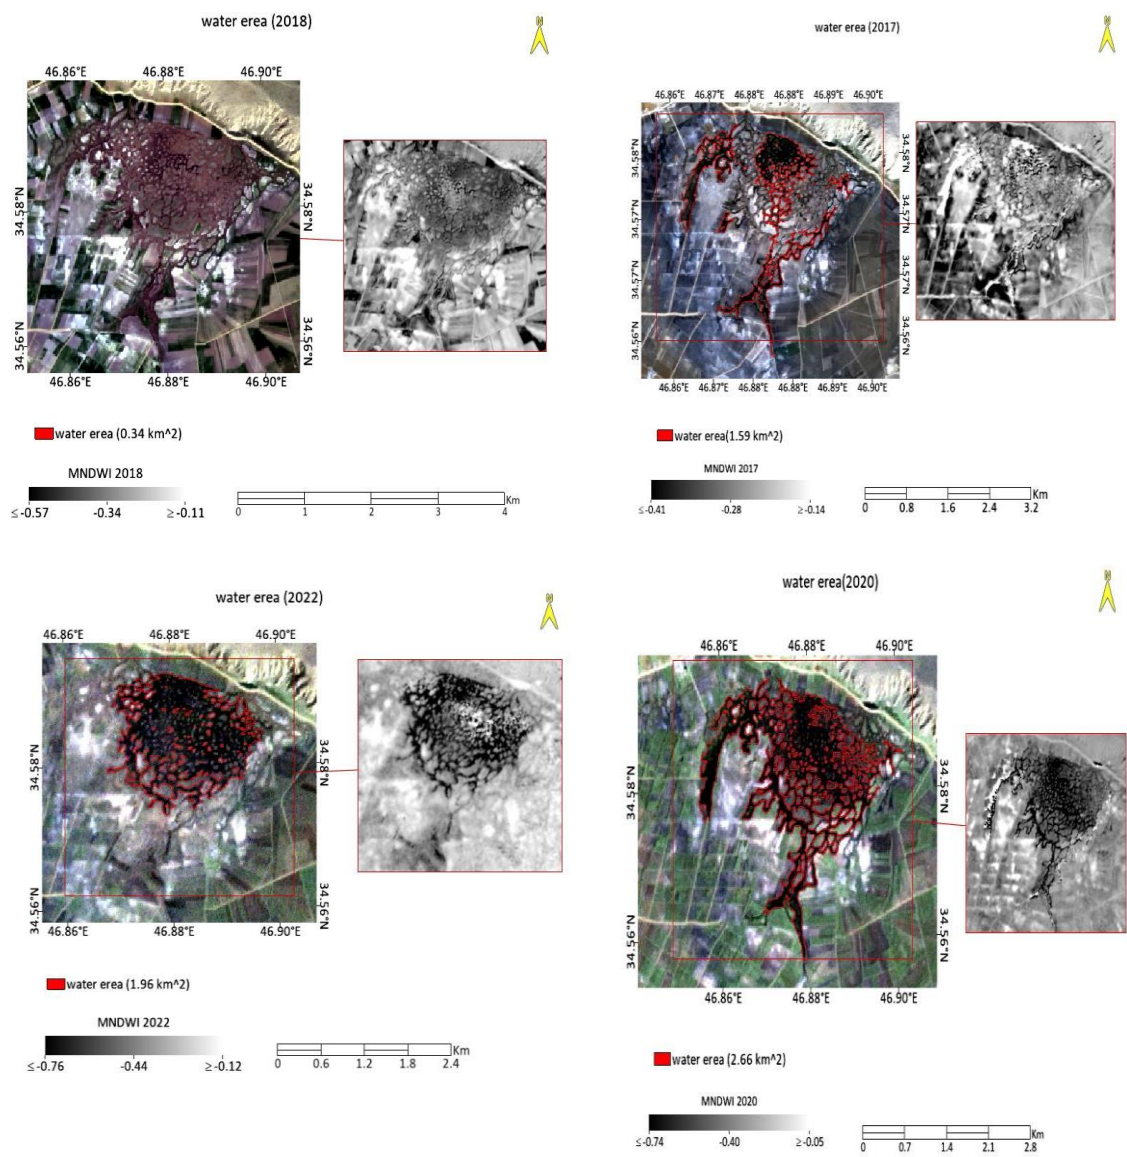 water erea (2018)
N
46.86°E 46.88°E 46.90°E
34.58°N 34.58°N
34.56°N 34.56°N
46.86°E 46.88°E 46.90°E
water erea (0.34 km^2)
MNDWI 2018
≤-0.57 -0.34 ≥-0.11
Km
0 1 2 3 4
water erea (2017)
N
46.86°E 46.87°E 46.88°E 46.88°E 46.89°E 46.90°E
34.58°N 34.58°N
34.57°N 34.57°N
34.57°N 34.57°N
34.56°N 34.56°N
46.86°E 46.87°E 46.88°E 46.88°E 46.89°E 46.90°E
water erea(1.59 km^2)
MNDWI 2017
≤-0.41 -0.28 ≥-0.14
Km
0 0.8 1.6 2.4 3.2
water erea (2022)
N
46.86°E 46.88°E 46.90°E
34.58°N 34.58°N
34.56°N 34.56°N
46.86°E 46.88°E 46.90°E
water erea (1.96 km^2)
MNDWI 2022
≤-0.76 -0.44 ≥-0.12
Km
0 0.6 1.2 1.8 2.4
water erea(2020)
N
46.86°E 46.88°E 46.90°E
34.58°N 34.58°N
34.56°N 34.56°N
46.86°E 46.88°E 46.90°E
water erea (2.66 km^2)
MNDWI 2020
≤-0.74 -0.40 ≥-0.05
Km
0 0.7 1.4 2.1 2.8